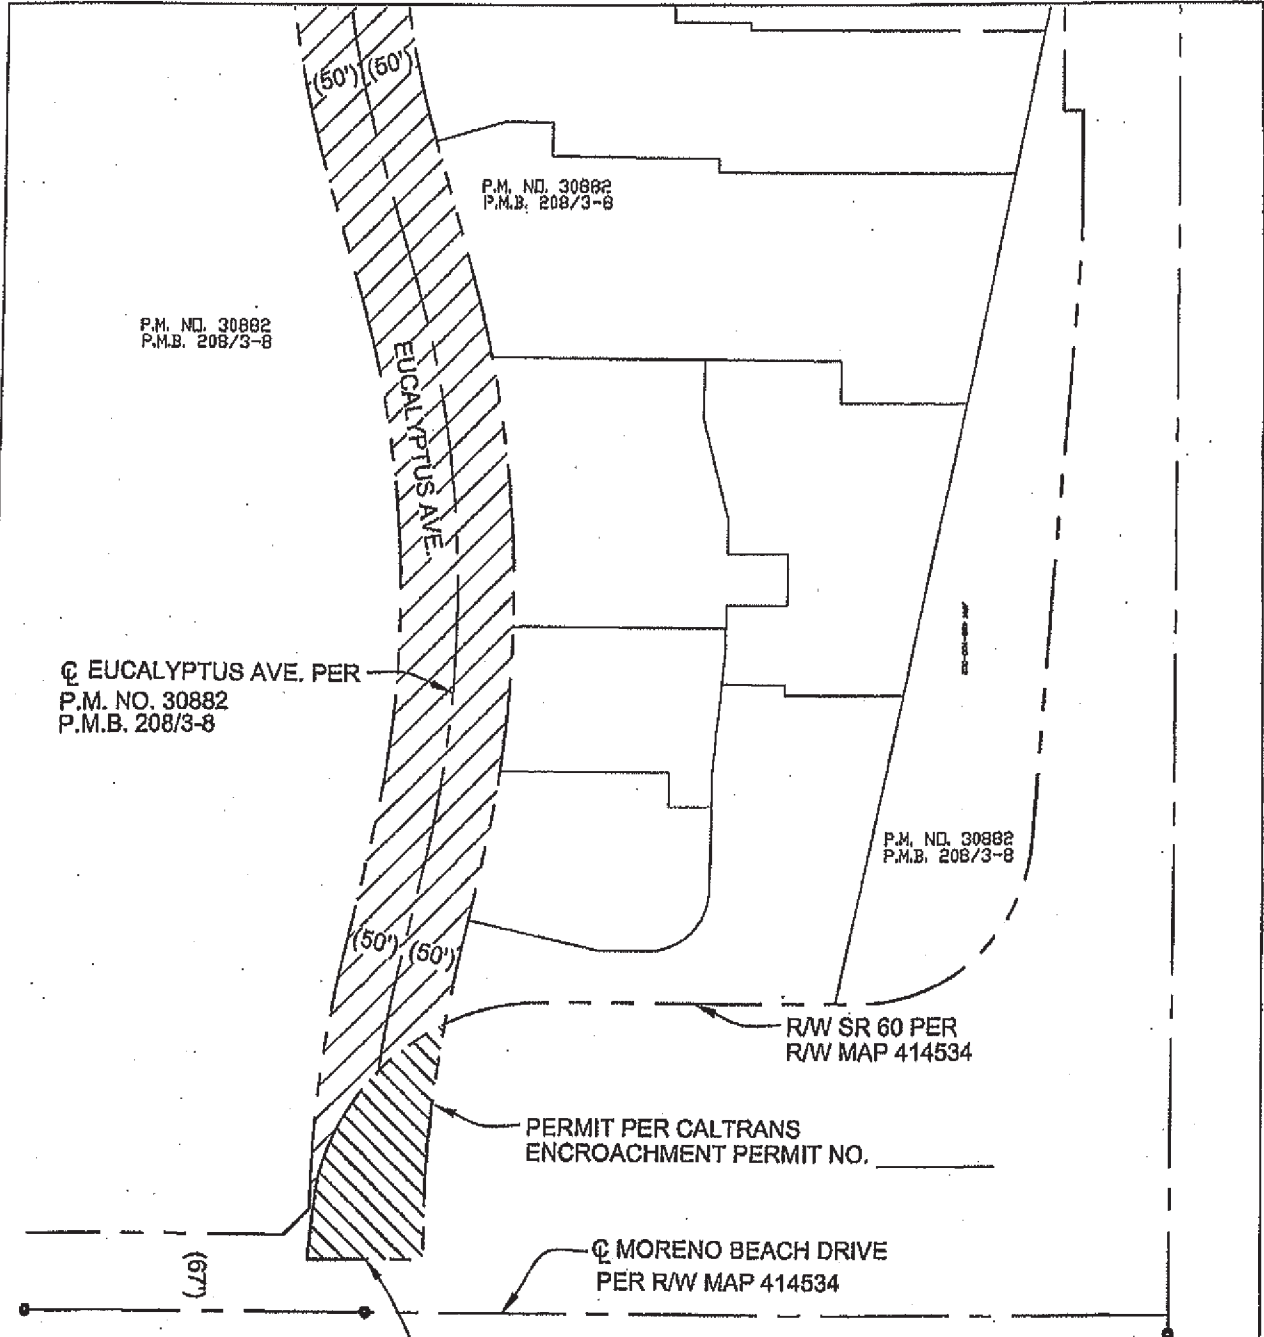 (50') (50')
P.M. NO. 30882
P.M.B. 208/3-8
P.M. NO. 30882
P.M.B. 208/3-8
EUCALYPTUS AVE.
℄ EUCALYPTUS AVE. PER
P.M. NO. 30882
P.M.B. 208/3-8
P.M. NO. 30882
P.M.B. 208/3-8
(50') (50')
R/W SR 60 PER
R/W MAP 414534
PERMIT PER CALTRANS
ENCROACHMENT PERMIT NO.
℄ MORENO BEACH DRIVE
PER R/W MAP 414534
(67')